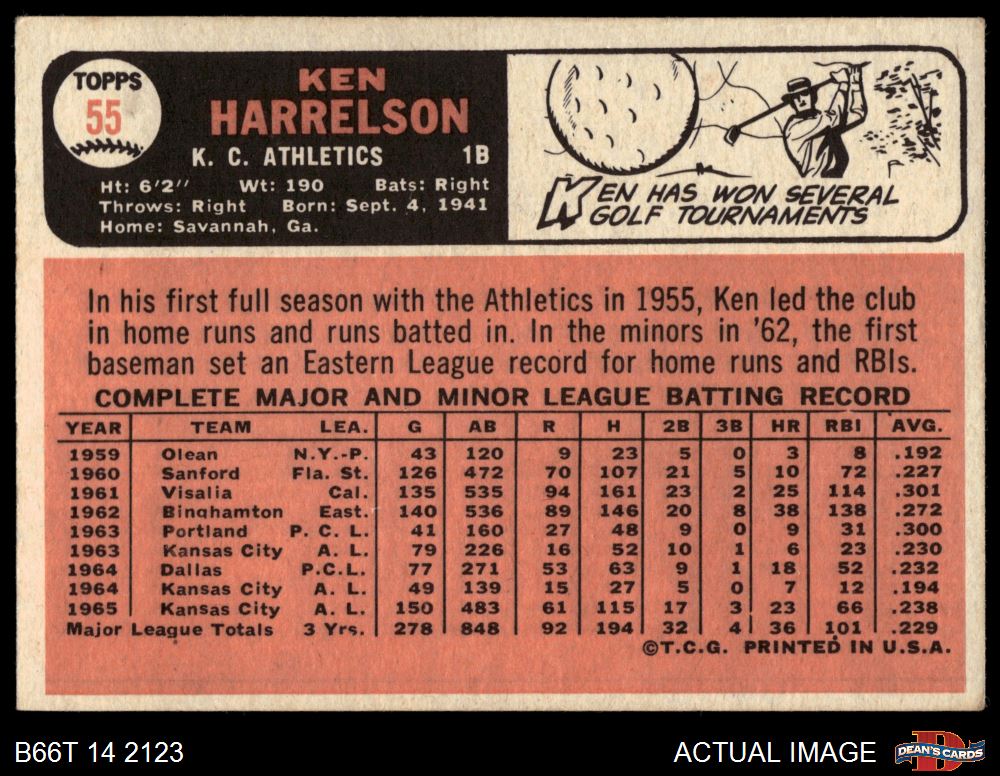 TOPPS
55
KEN
HARRELSON
K. C. ATHLETICS 1B
Ht: 6'2" Wt: 190 Bats: Right
Throws: Right Born: Sept. 4, 1941
Home: Savannah, Ga.
KEN HAS WON SEVERAL
GOLF TOURNAMENTS
In his first full season with the Athletics in 1955, Ken led the club
in home runs and runs batted in. In the minors in '62, the first
baseman set an Eastern League record for home runs and RBIs.
COMPLETE MAJOR AND MINOR LEAGUE BATTING RECORD
YEAR TEAM LEA. G AB R H 2B 3B HR RBI AVG.
1959 Olean N.Y.-P. 43 120 9 23 5 0 3 8 .192
1960 Sanford Fla. St. 126 472 70 107 21 5 10 72 .227
1961 Visalia Cal. 135 535 94 161 23 2 25 114 .301
1962 Binghamton East. 140 536 89 146 20 8 38 138 .272
1963 Portland P. C. L. 41 160 27 48 9 0 9 31 .300
1963 Kansas City A. L. 79 226 16 52 10 1 6 23 .230
1964 Dallas P.C.L. 77 271 53 63 9 1 18 52 .232
1964 Kansas City A. L. 49 139 15 27 5 0 7 12 .194
1965 Kansas City A. L. 150 483 61 115 17 3 23 66 .238
Major League Totals 3 Yrs. 278 848 92 194 32 4 36 101 .229
©T.C.G. PRINTED IN U.S.A.
B66T 14 2123
ACTUAL IMAGE
D
DEAN'S CARDS